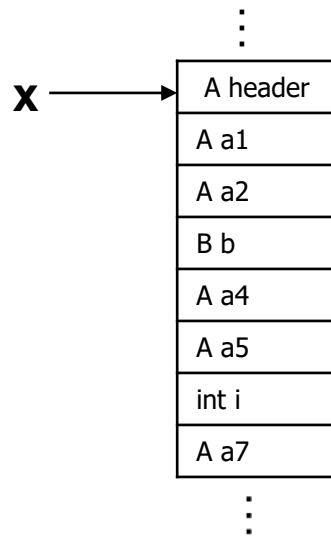 x
A header
A a1
A a2
B b
A a4
A a5
int i
A a7